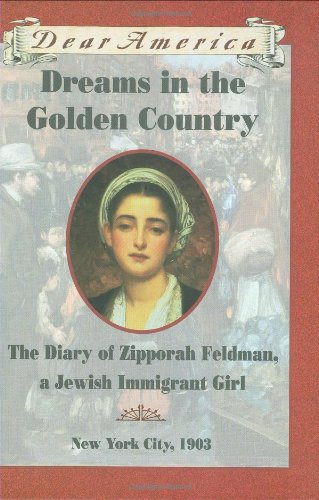 Dear America
Dreams in the
Golden Country
The Diary of Zipporah Feldman,
a Jewish Immigrant Girl
New York City, 1903